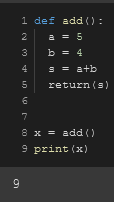 1 def add():
2   a = 5
3   b = 4
4   s = a+b
5   return(s)
6
7
8 x = add()
9 print(x)
9